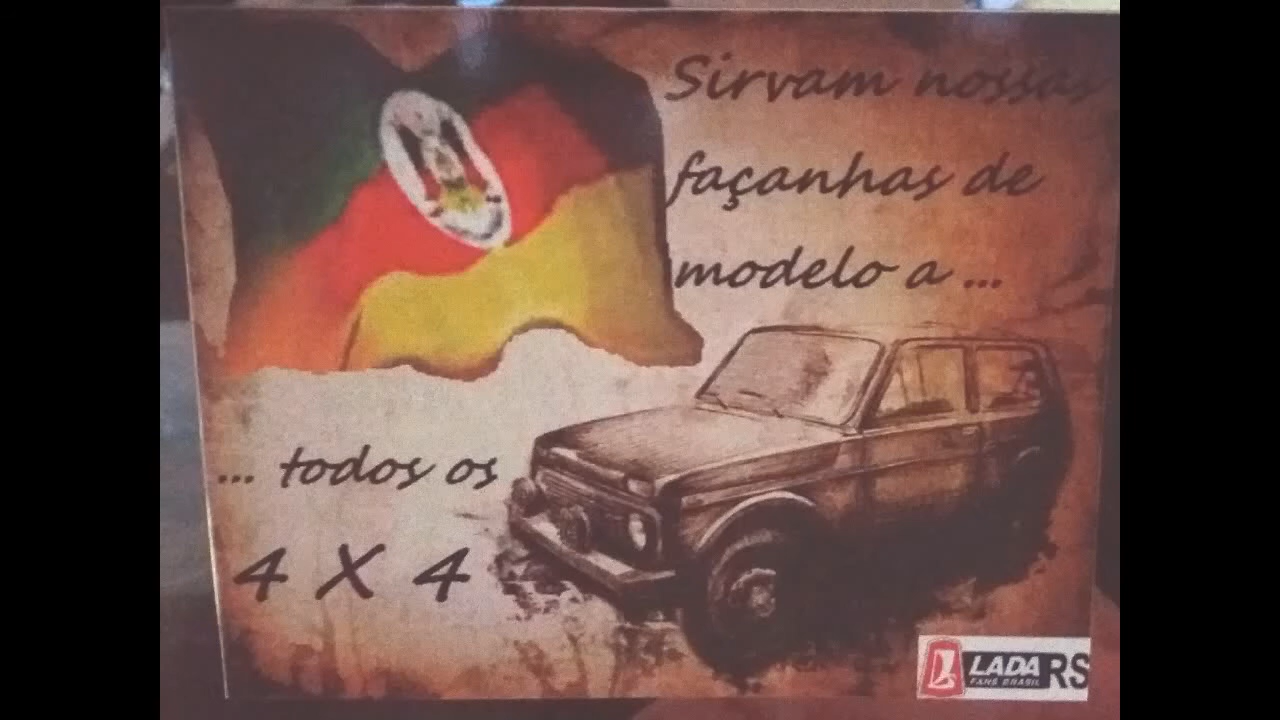 Sirvam nossas
façanhas de
modelo a ...
... todos os
4 X 4
LADA RS
FANS BRASIL